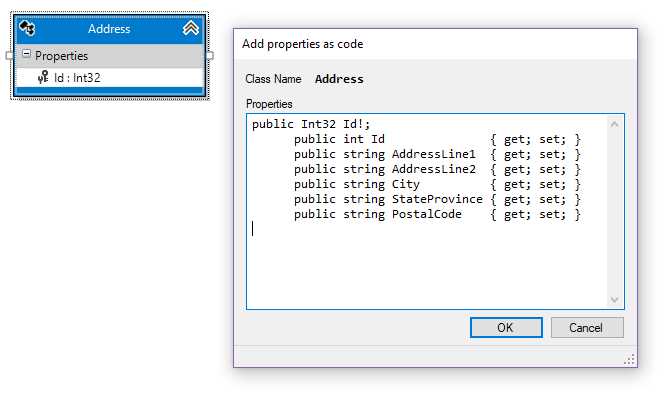 Address
Properties
Id : Int32
Add properties as code
Class Name Address
Properties
public Int32 Id!;
public int Id { get; set; }
public string AddressLine1 { get; set; }
public string AddressLine2 { get; set; }
public string City { get; set; }
public string StateProvince { get; set; }
public string PostalCode { get; set; }
OK Cancel